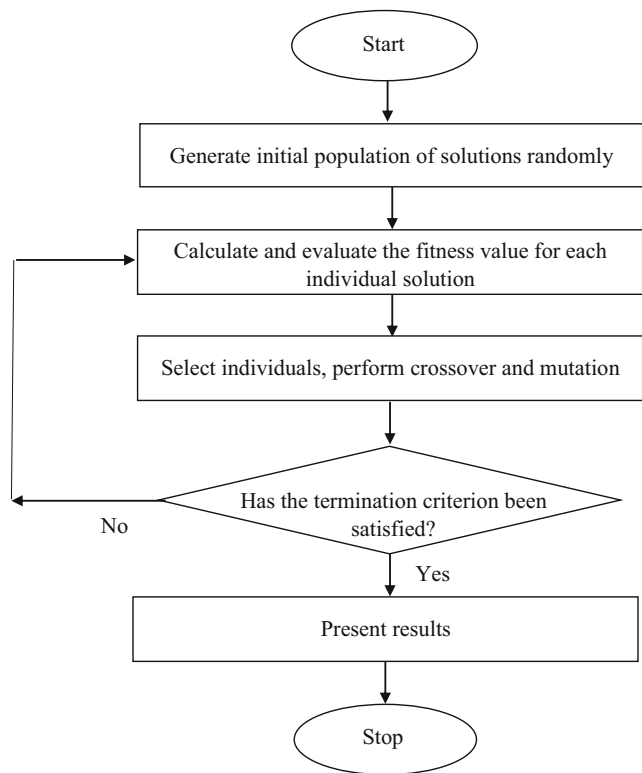 Start
Generate initial population of solutions randomly
Calculate and evaluate the fitness value for each
individual solution
Select individuals, perform crossover and mutation
Has the termination criterion been
satisfied?
No
Yes
Present results
Stop